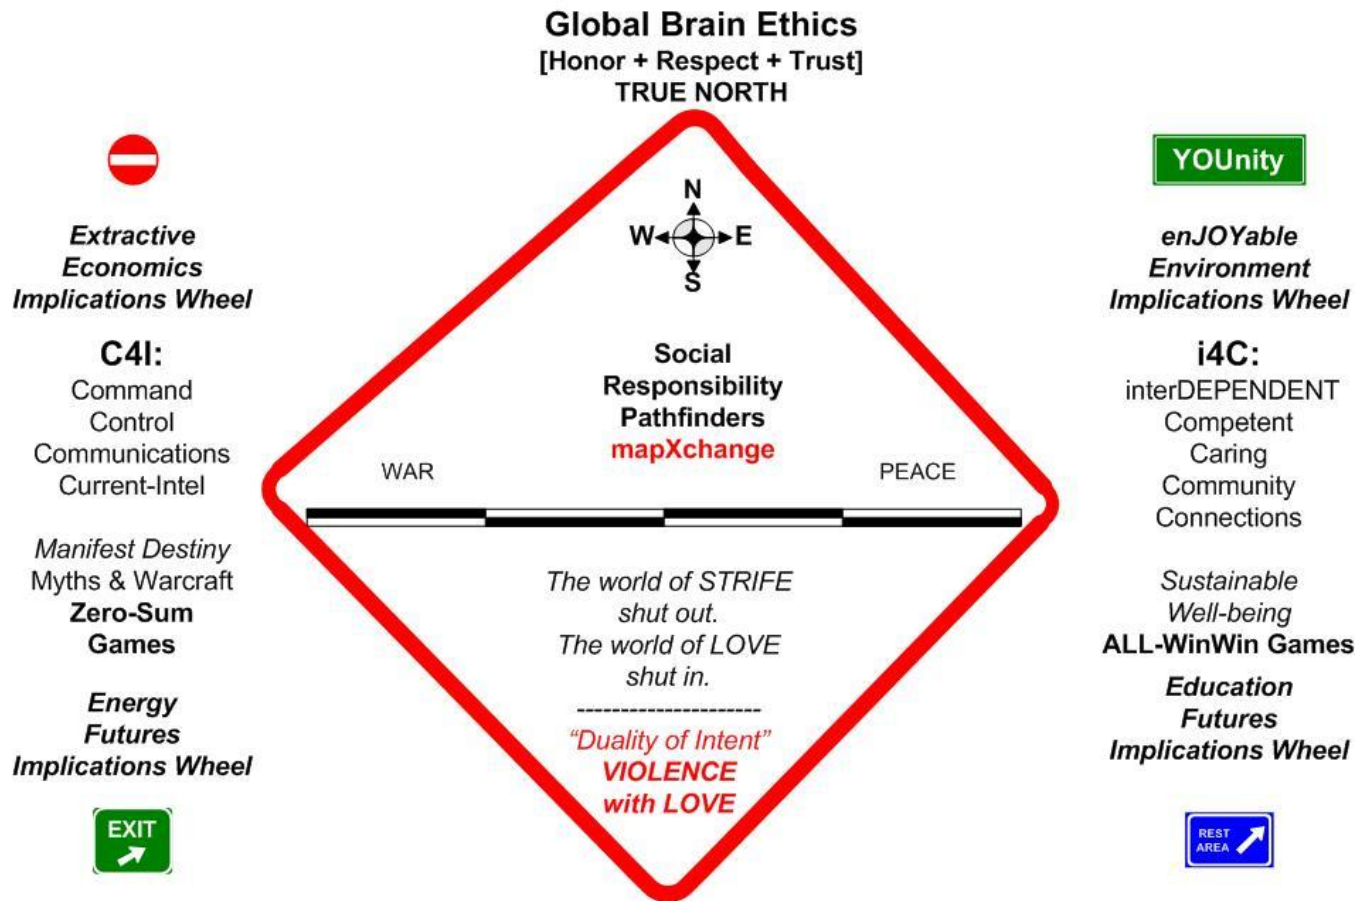 Global Brain Ethics
[Honor + Respect + Trust]
TRUE NORTH
Extractive
Economics
Implications Wheel
C4I:
Command
Control
Communications
Current-Intel
Manifest Destiny
Myths & Warcraft
Zero-Sum
Games
Energy
Futures
Implications Wheel
EXIT
N
W E
S
Social
Responsibility
Pathfinders
mapXchange
WAR PEACE
The world of STRIFE
shut out.
The world of LOVE
shut in.
---------------------
“Duality of Intent”
VIOLENCE
with LOVE
YOUnity
enJOYable
Environment
Implications Wheel
i4C:
interDEPENDENT
Competent
Caring
Community
Connections
Sustainable
Well-being
ALL-WinWin Games
Education
Futures
Implications Wheel
REST
AREA